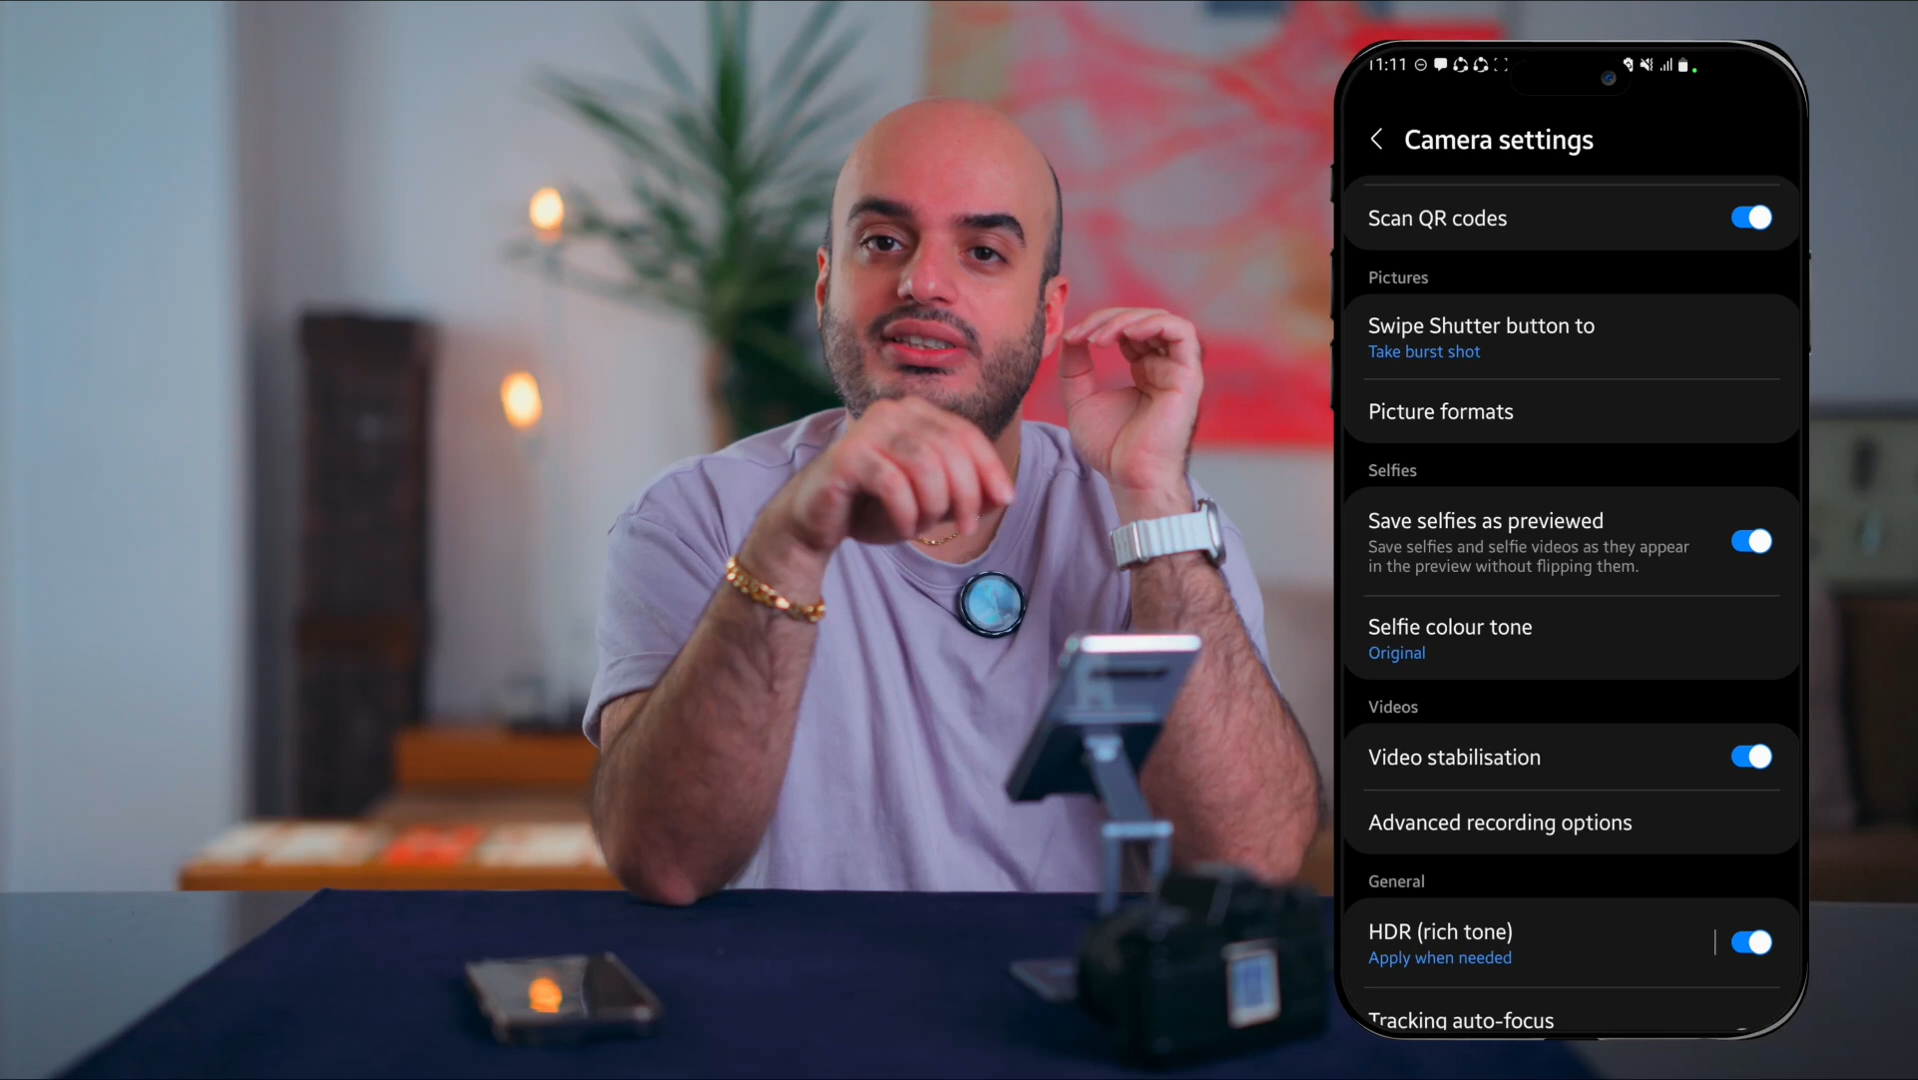 11:11
Camera settings
Scan QR codes
Pictures
Swipe Shutter button to
Take burst shot
Picture formats
Selfies
Save selfies as previewed
Save selfies and selfie videos as they appear
in the preview without flipping them.
Selfie colour tone
Original
Videos
Video stabilisation
Advanced recording options
General
HDR (rich tone)
Apply when needed
Tracking auto-focus